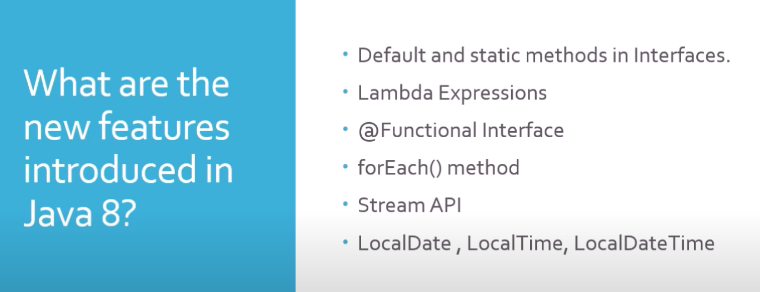 What are the
new features
introduced in
Java 8?
• Default and static methods in Interfaces.
• Lambda Expressions
• @Functional Interface
• forEach() method
• Stream API
• LocalDate , LocalTime, LocalDateTime